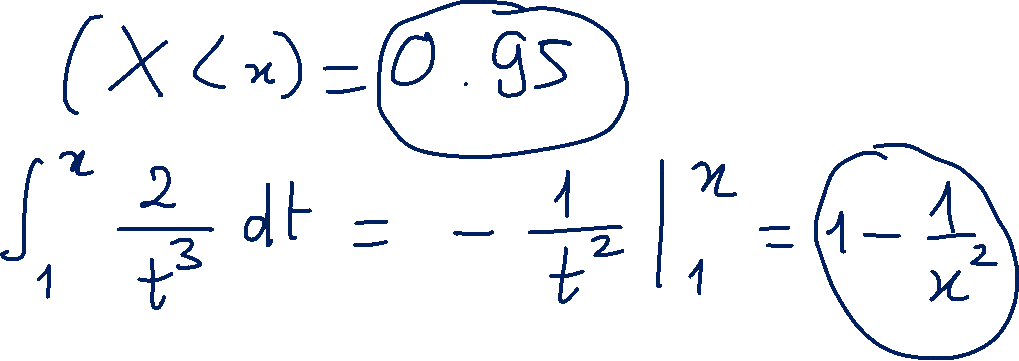 (X < x) = 0.95
∫₁ˣ 2/t³ dt = - 1/t² |₁ˣ = 1 - 1/x²